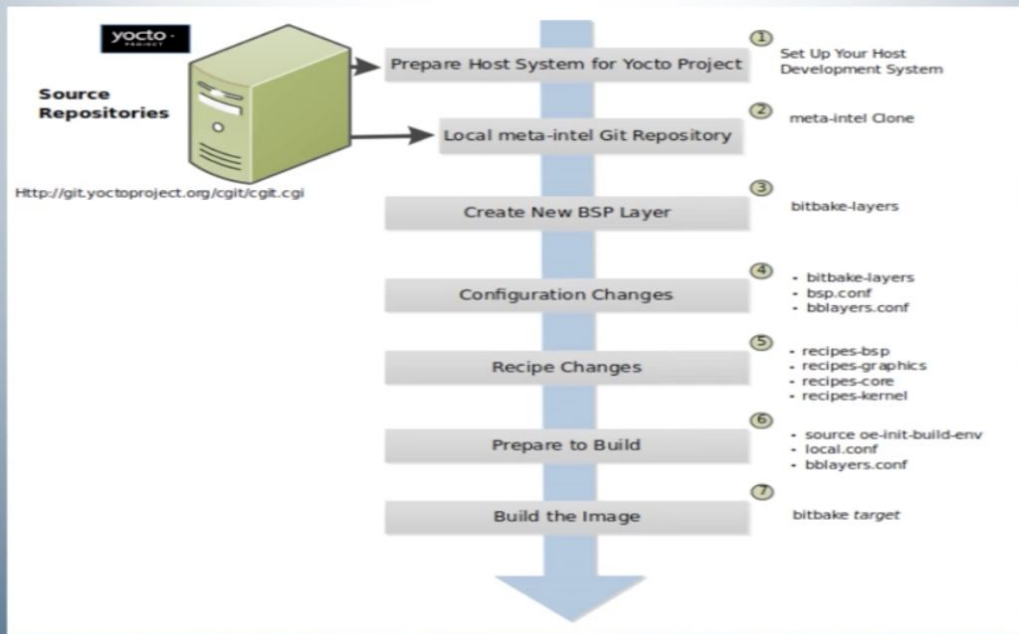 yocto ·
PROJECT
Source
Repositories
Http://git.yoctoproject.org/cgit/cgit.cgi
Prepare Host System for Yocto Project
1
Set Up Your Host
Development System
Local meta-intel Git Repository
2
meta-intel Clone
Create New BSP Layer
3
bitbake-layers
Configuration Changes
4
• bitbake-layers
• bsp.conf
• bblayers.conf
Recipe Changes
5
• recipes-bsp
• recipes-graphics
• recipes-core
• recipes-kernel
Prepare to Build
6
• source oe-init-build-env
• local.conf
• bblayers.conf
Build the Image
7
bitbake target